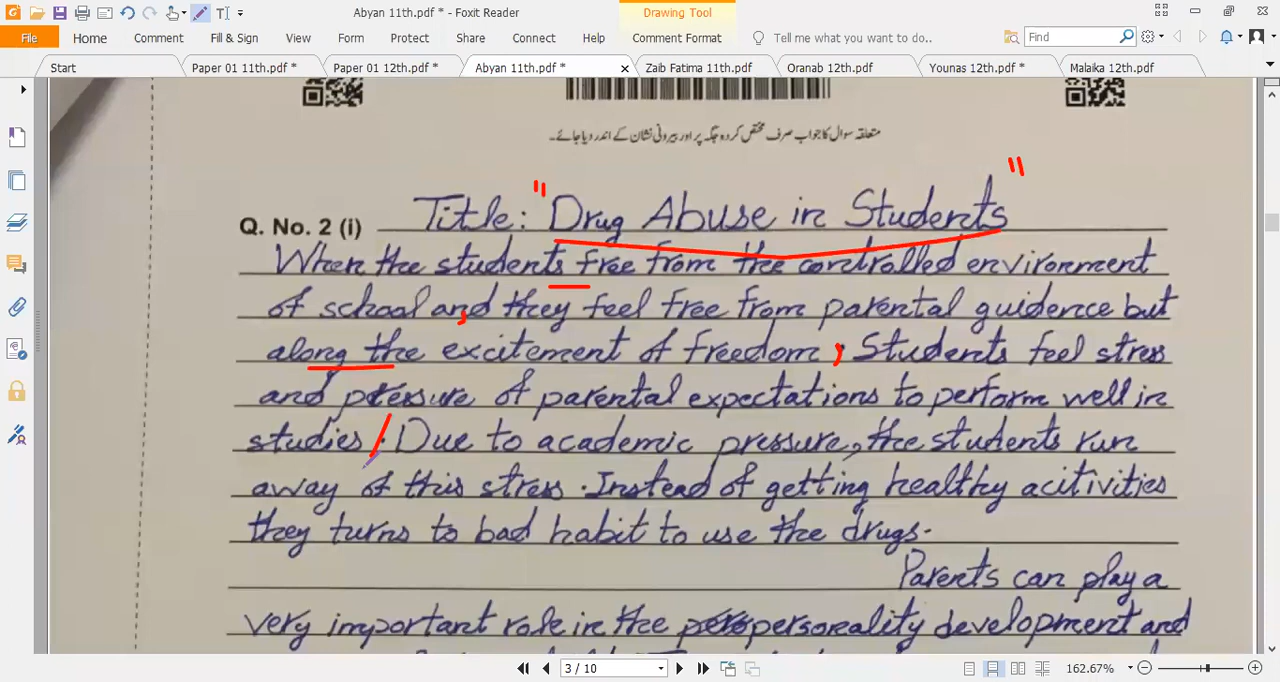 Abyan 11th.pdf * - Foxit Reader
Drawing Tool
File Home Comment Fill & Sign View Form Protect Share Connect Help Comment Format Tell me what you want to do.. Find
Start Paper 01 11th.pdf * Paper 01 12th.pdf * Abyan 11th.pdf * Zaib Fatima 11th.pdf Oranab 12th.pdf Younas 12th.pdf * Malaika 12th.pdf
متعلقہ سوال کا جواب صرف مختص کردہ جگہ پر اور بیرونی نشان کے اندر دیا جائے۔
Q. No. 2 (i) Title: "Drug Abuse in Students"
When the students free from the controlled environment
of school and, they feel free from parental guidance but
along the excitement of freedom, Students feel stress
and pressure of parental expectations to perform well in
studies/. Due to academic pressure, the students run
away of this stress. Instead of getting healthy acitivities
they turns to bad habit to use the drugs.
Parents can play a
very important role in the personality development and
3 / 10
162.67%